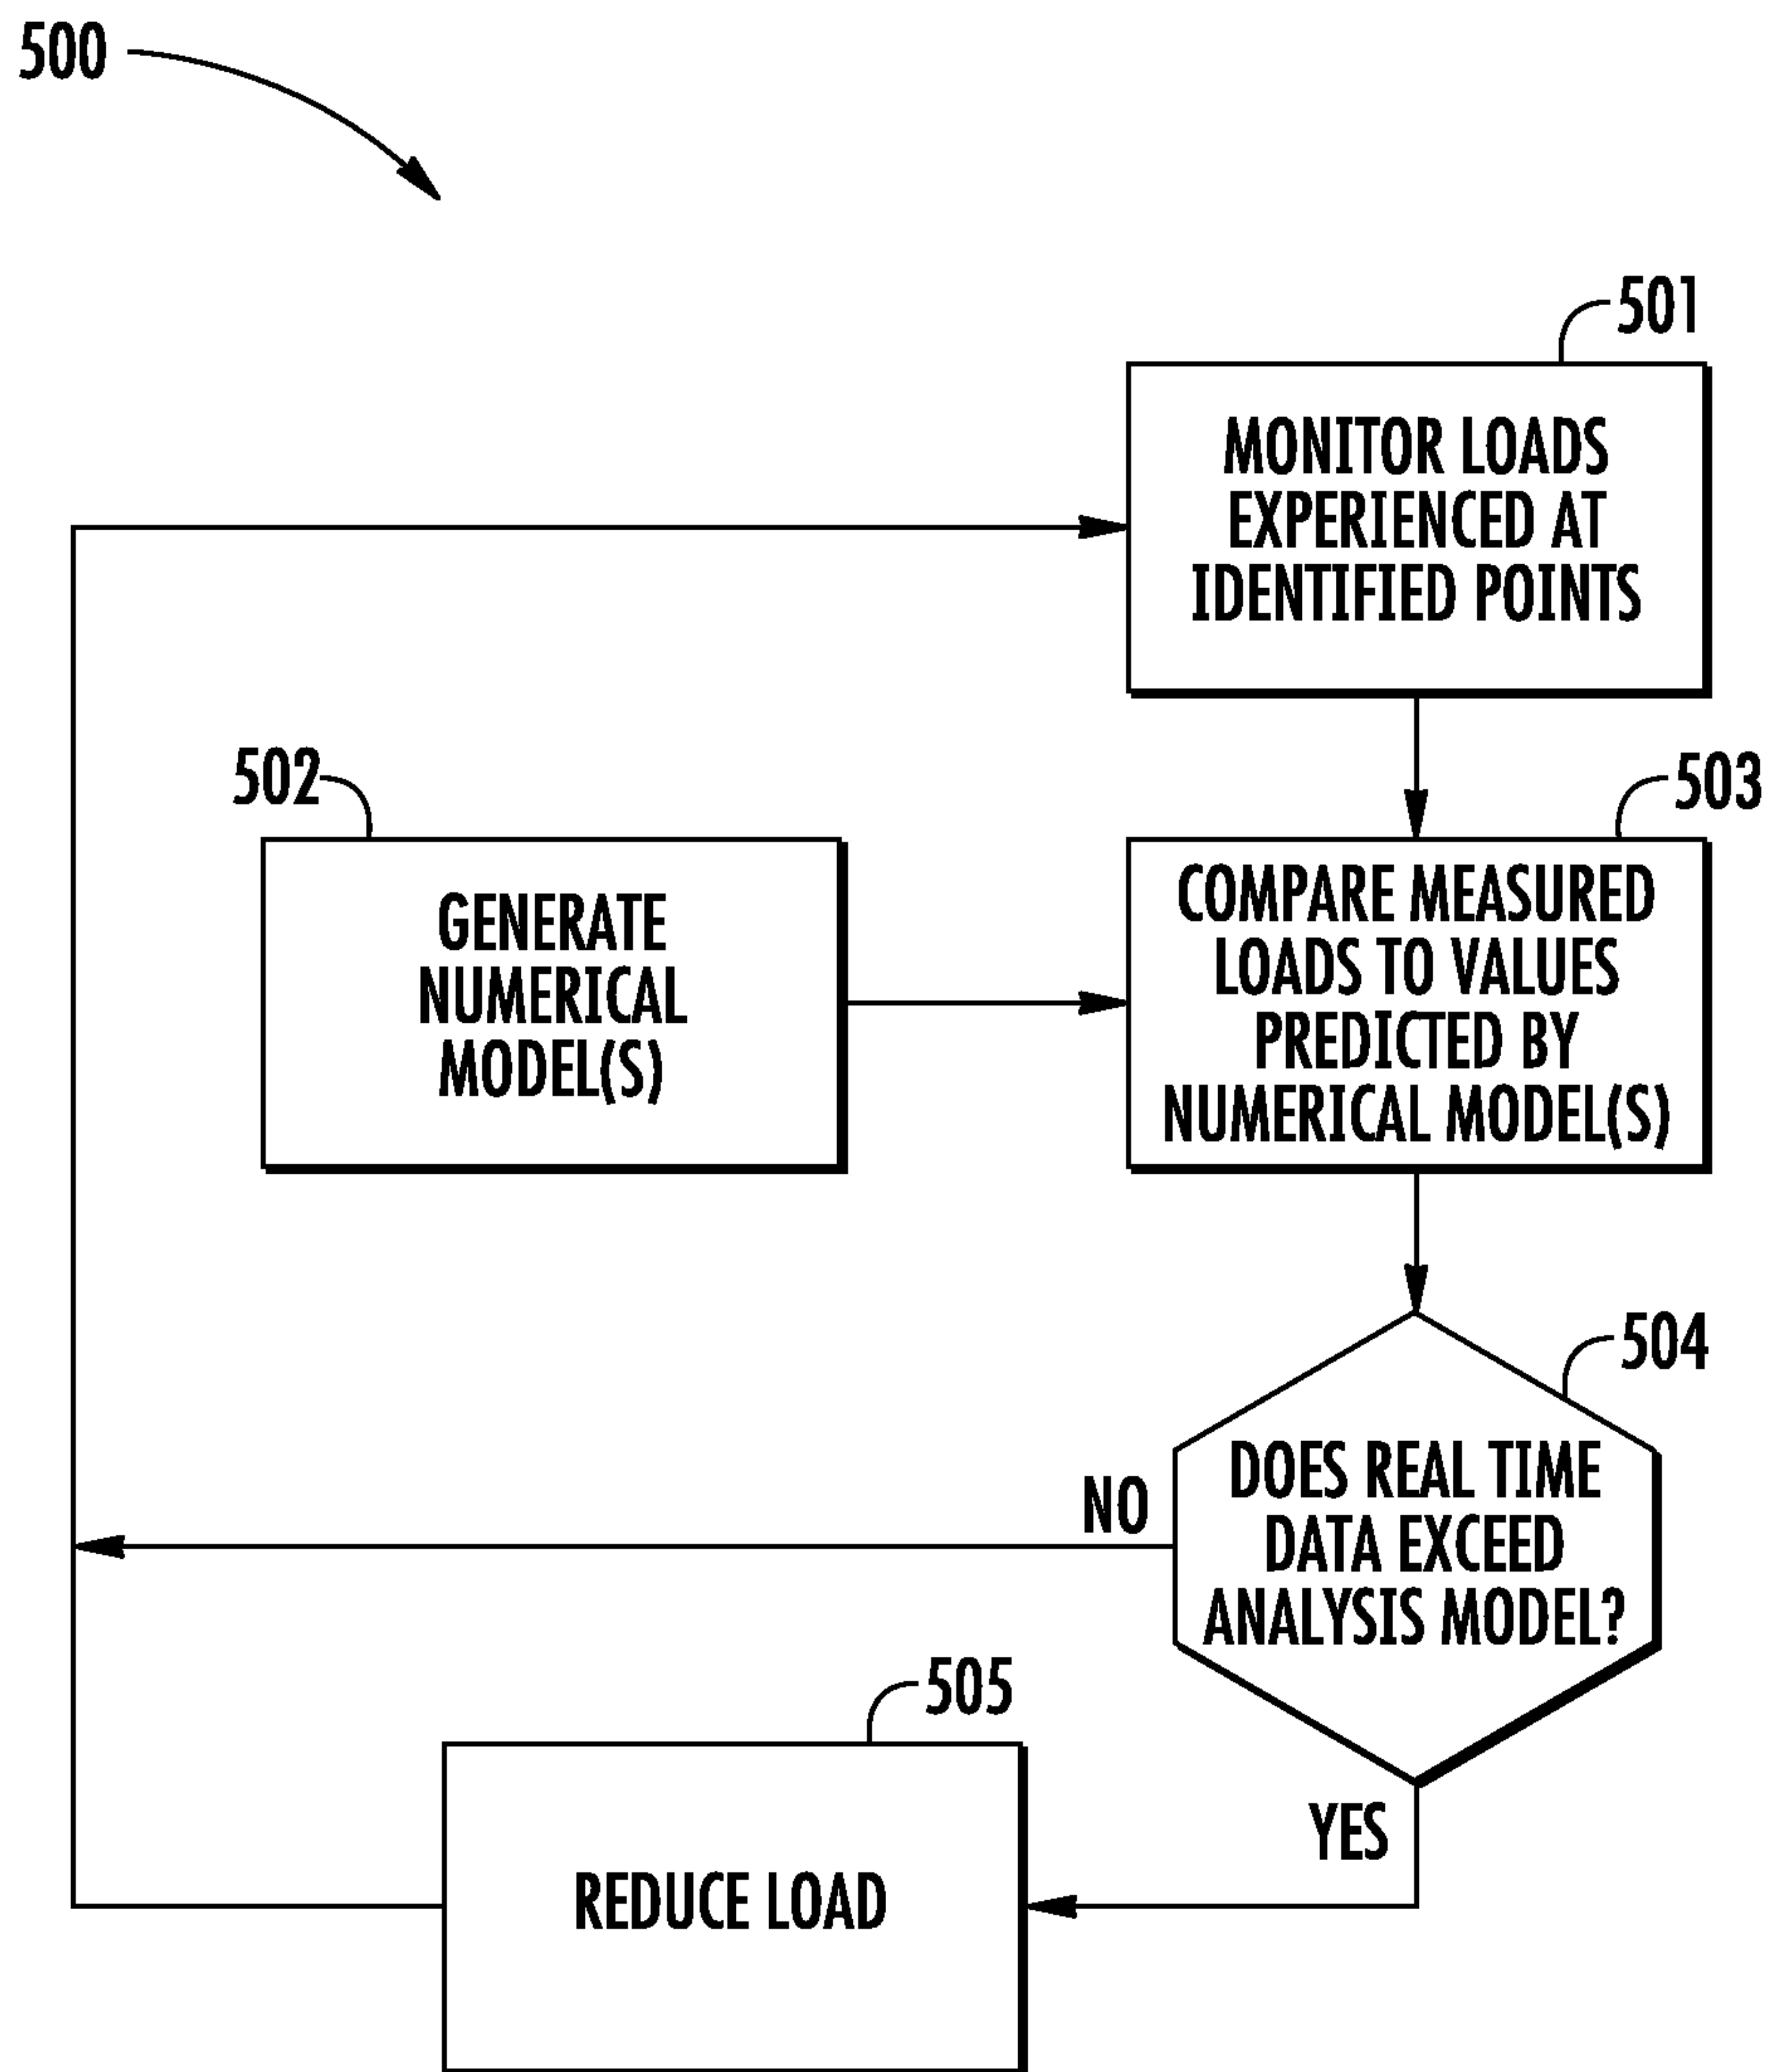 500
501
MONITOR LOADS
EXPERIENCED AT
IDENTIFIED POINTS
502
GENERATE
NUMERICAL
MODEL(S)
503
COMPARE MEASURED
LOADS TO VALUES
PREDICTED BY
NUMERICAL MODEL(S)
504
DOES REAL TIME
DATA EXCEED
ANALYSIS MODEL?
NO
YES
505
REDUCE LOAD